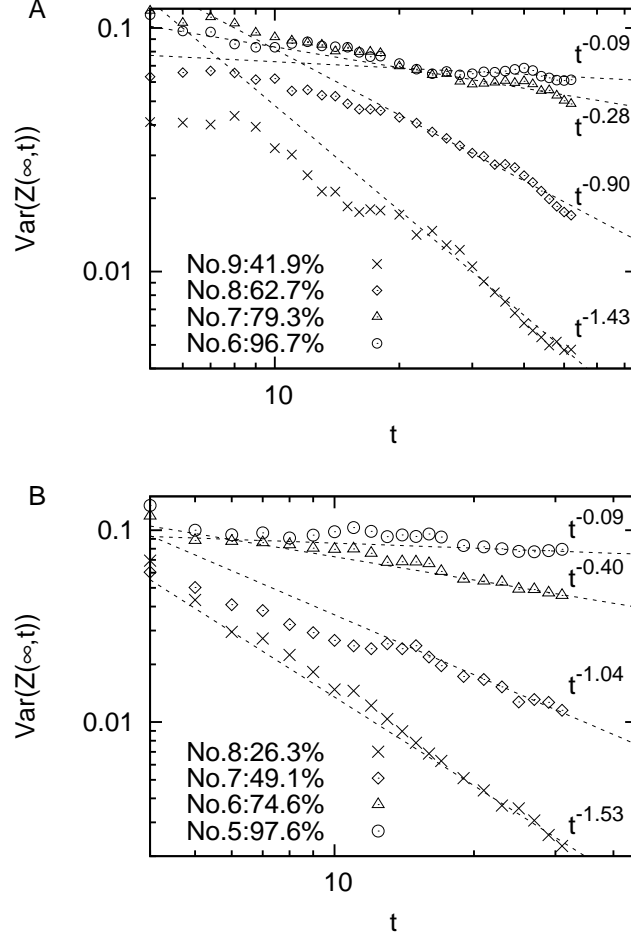 A
0.1
0.01
Var(Z(∞,t))
t-0.09
t-0.28
t-0.90
t-1.43
No.9:41.9%
No.8:62.7%
No.7:79.3%
No.6:96.7%
10
t
B
0.1
0.01
Var(Z(∞,t))
t-0.09
t-0.40
t-1.04
t-1.53
No.8:26.3%
No.7:49.1%
No.6:74.6%
No.5:97.6%
10
t